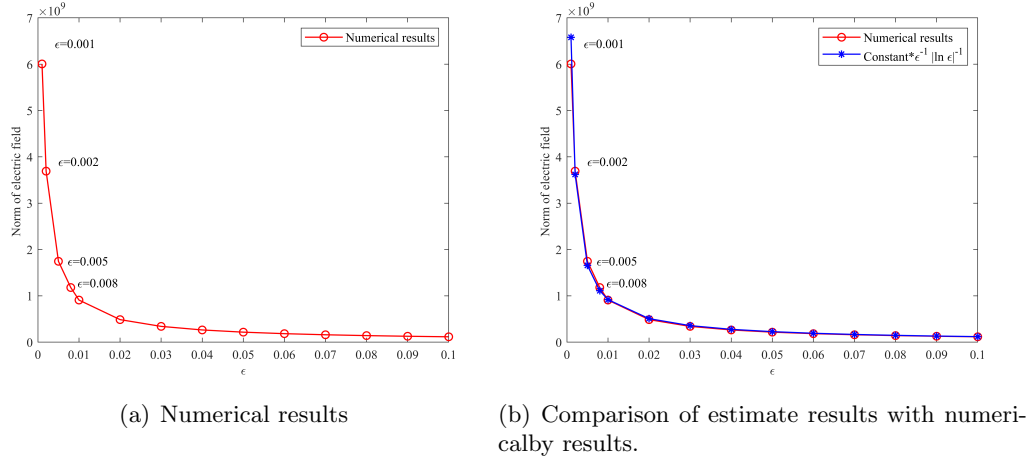 ×10⁹
7
6
5
4
3
2
1
0
Norm of electric field
ϵ=0.001
ϵ=0.002
ϵ=0.005
ϵ=0.008
Numerical results
0 0.01 0.02 0.03 0.04 0.05 0.06 0.07 0.08 0.09 0.1
ϵ
(a) Numerical results
×10⁹
7
6
5
4
3
2
1
0
Norm of electric field
ϵ=0.001
ϵ=0.002
ϵ=0.005
ϵ=0.008
Numerical results
Constant*ϵ⁻¹ |ln ϵ|⁻¹
0 0.01 0.02 0.03 0.04 0.05 0.06 0.07 0.08 0.09 0.1
ϵ
(b) Comparison of estimate results with numeri-
calby results.